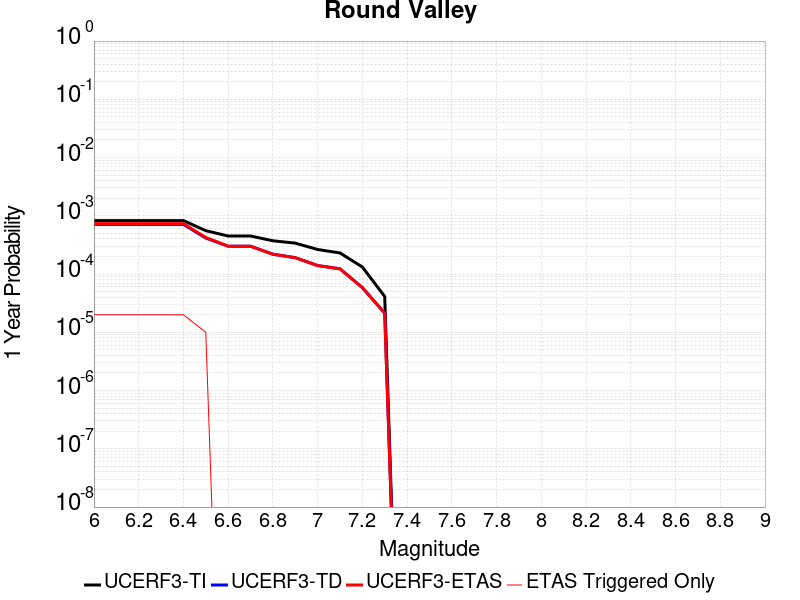 Round Valley
10^0
10^-1
10^-2
10^-3
10^-4
10^-5
10^-6
10^-7
10^-8
1 Year Probability
6 6.2 6.4 6.6 6.8 7 7.2 7.4 7.6 7.8 8 8.2 8.4 8.6 8.8 9
Magnitude
UCERF3-TI UCERF3-TD UCERF3-ETAS ETAS Triggered Only